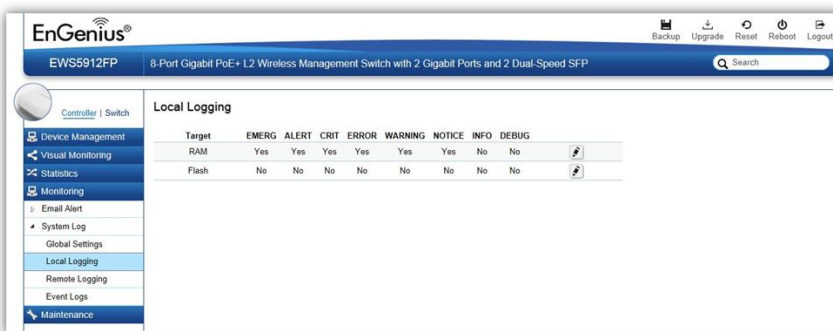 EnGenius®
Backup Upgrade Reset Reboot Logout
EWS5912FP 8-Port Gigabit PoE+ L2 Wireless Management Switch with 2 Gigabit Ports and 2 Dual-Speed SFP Search
Controller | Switch
Device Management
Visual Monitoring
Statistics
Monitoring
Email Alert
System Log
Global Settings
Local Logging
Remote Logging
Event Logs
Maintenance
Local Logging
Target EMERG ALERT CRIT ERROR WARNING NOTICE INFO DEBUG
RAM Yes Yes Yes Yes Yes Yes No No
Flash No No No No No No No No